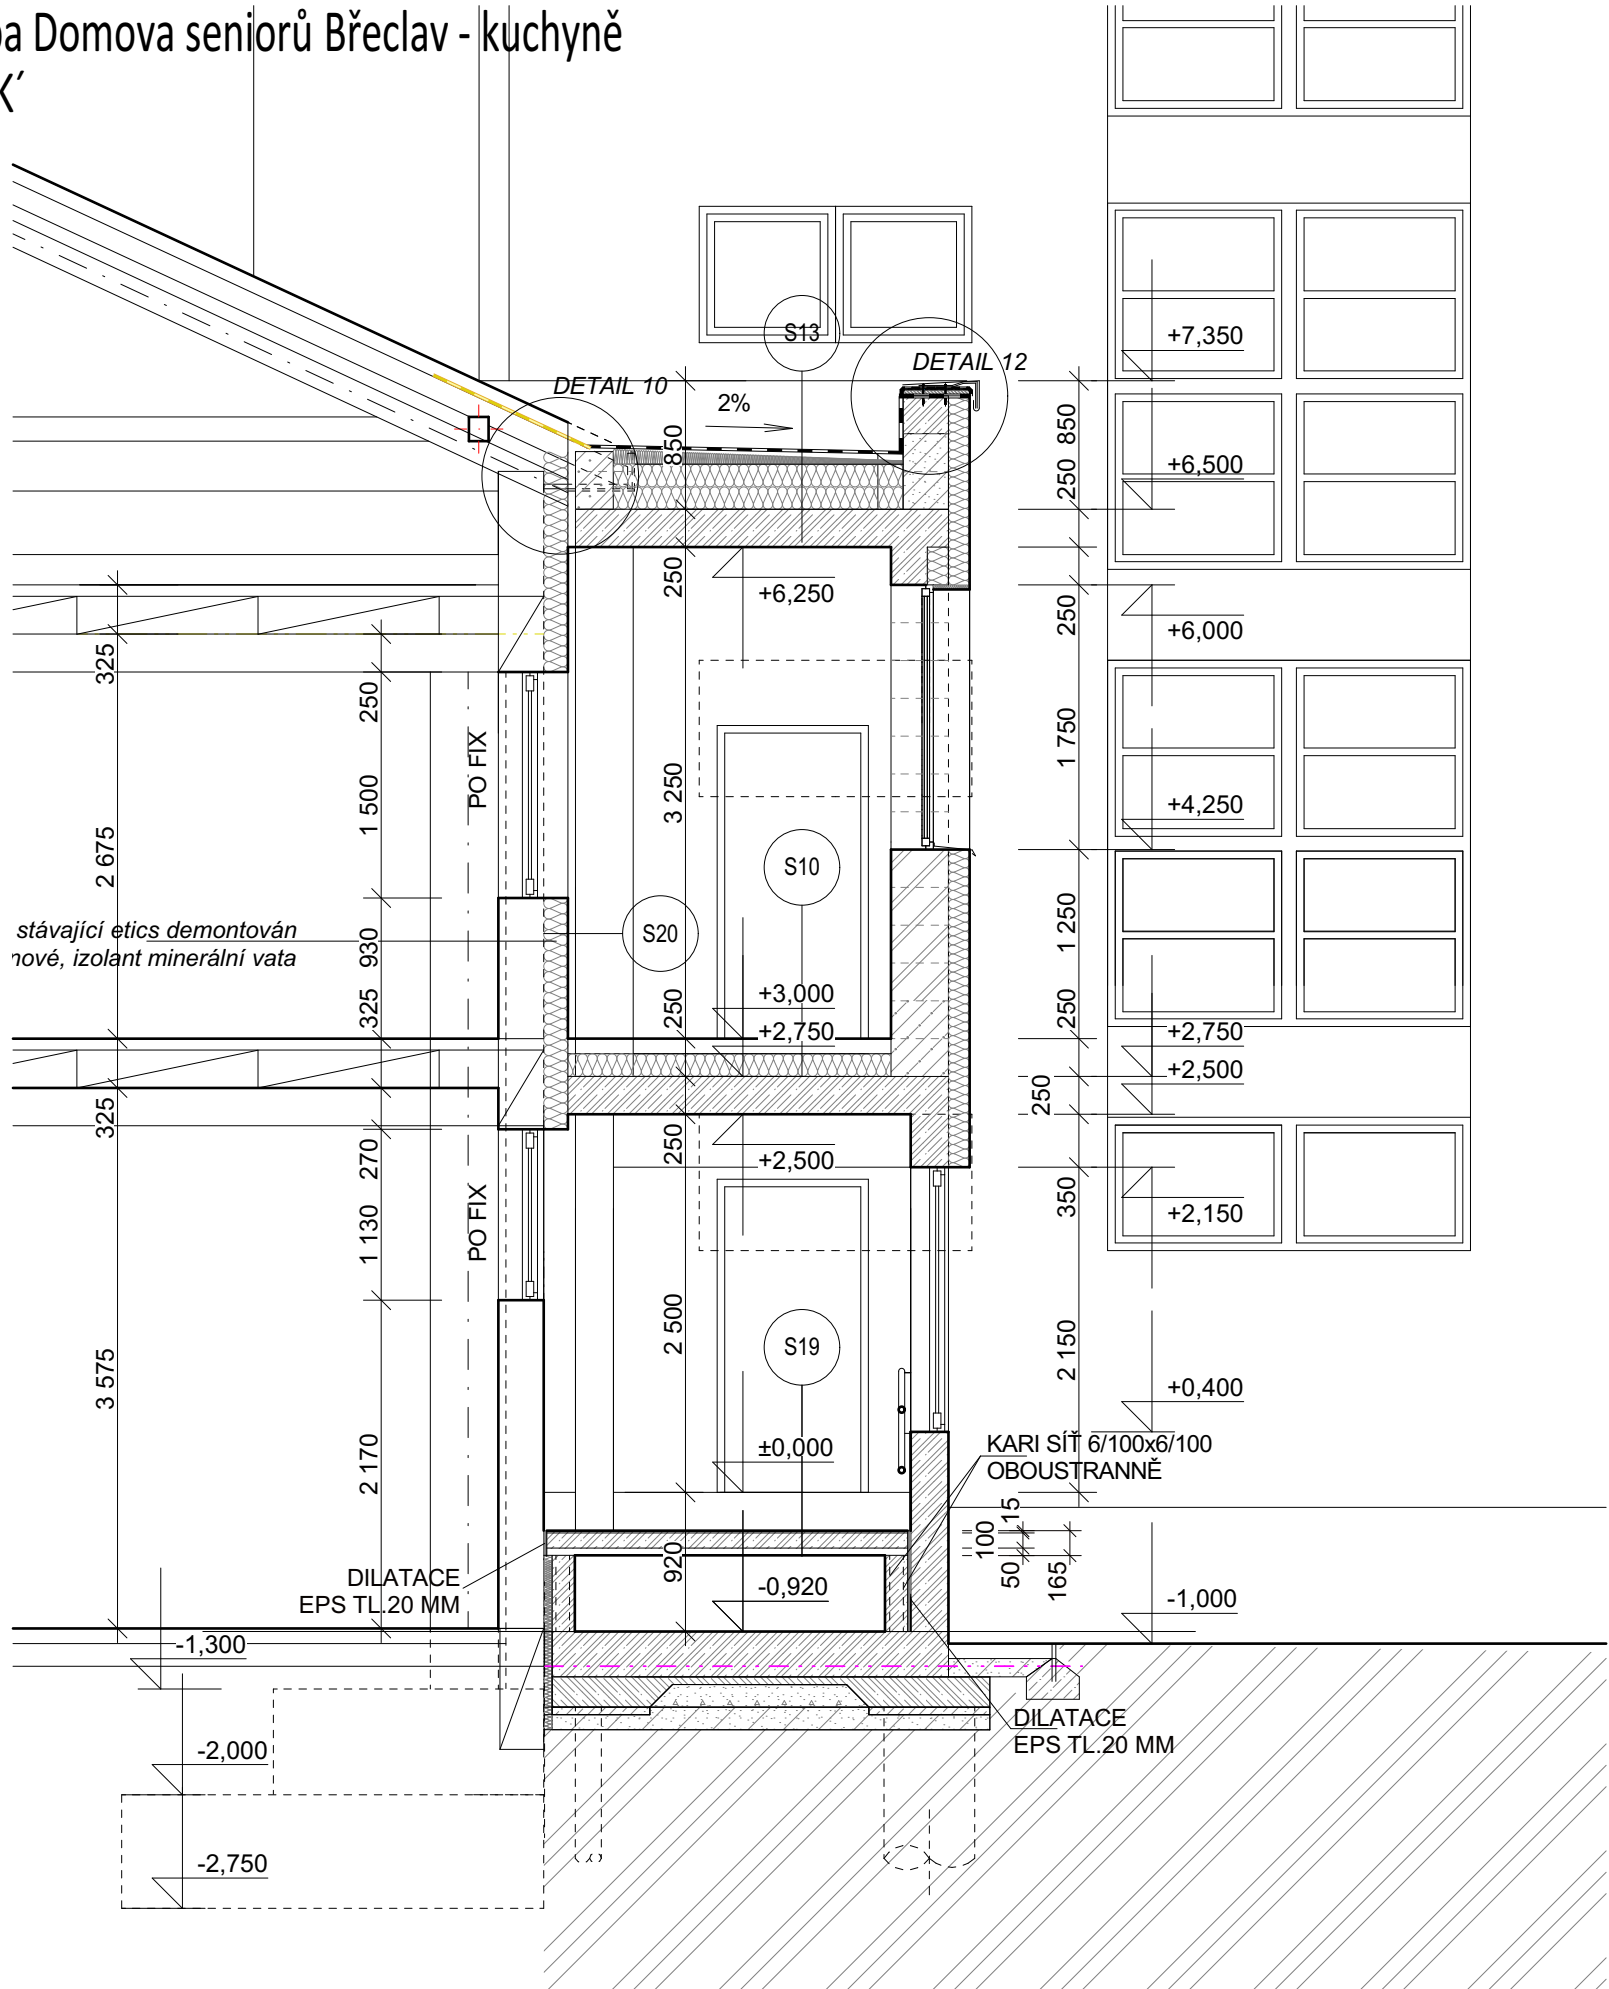 ba Domova seniorů Břeclav - kuchyně
K´
S13
DETAIL 12
DETAIL 10
2%
+7,350
850
850
+6,500
250
250
+6,250
250
+6,000
325
250
PO FIX
1 500
3 250
1 750
+4,250
2 675
S10
1 250
stávající etics demontován
nové, izolant minerální vata
S20
930
325
250
+3,000
+2,750
250
+2,750
+2,500
250
325
270
250
+2,500
350
+2,150
PO FIX
1 130
2 500
2 150
S19
3 575
+0,400
2 170
±0,000
KARI SÍŤ 6/100x6/100
OBOUSTRANNĚ
15
100
50
165
920
DILATACE
EPS TL.20 MM
-0,920
-1,000
-1,300
DILATACE
EPS TL.20 MM
-2,000
-2,750